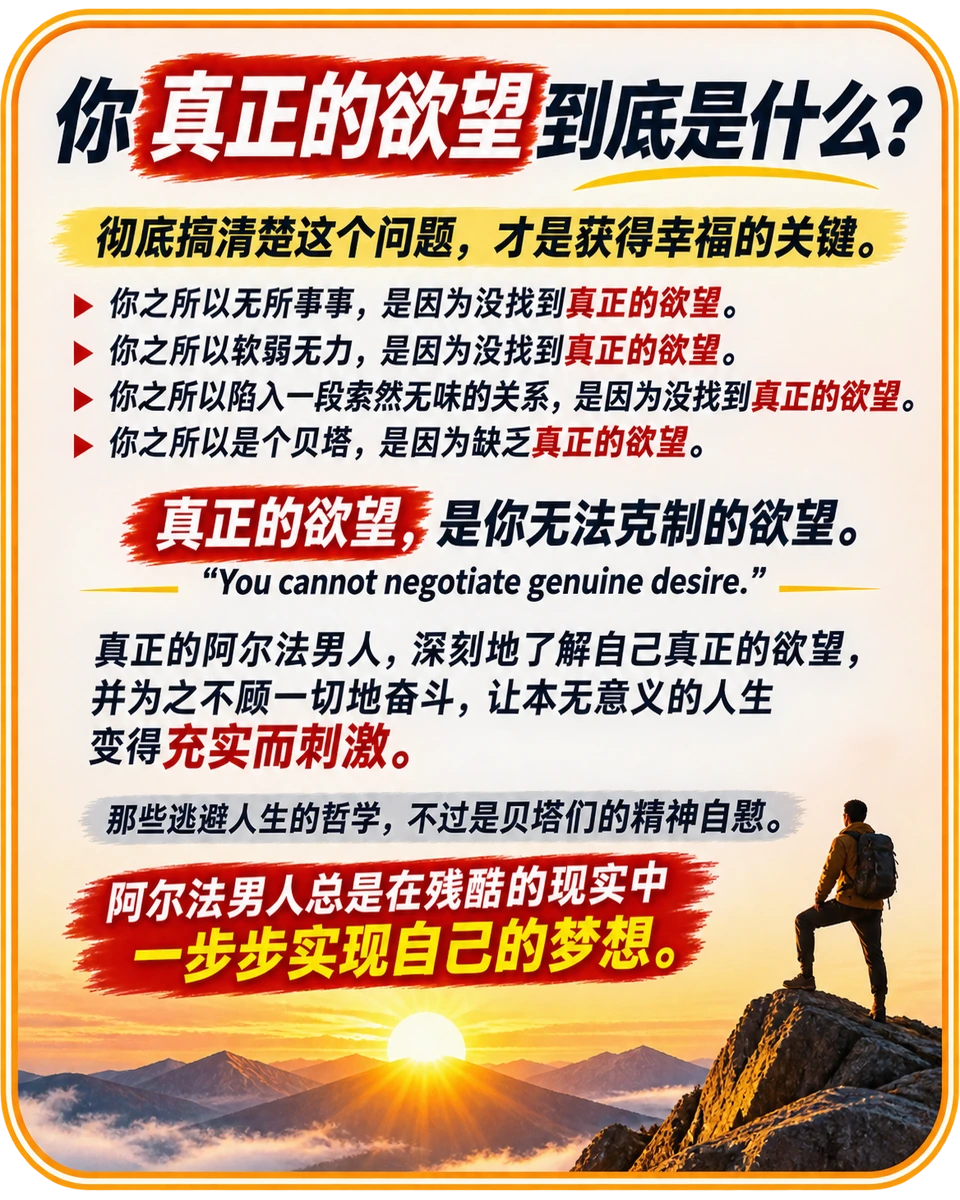 你真正的欲望到底是什么？
彻底搞清楚这个问题，才是获得幸福的关键。
你之所以无所事事，是因为没找到真正的欲望。
你之所以软弱无力，是因为没找到真正的欲望。
你之所以陷入一段索然无味的关系，是因为没找到真正的欲望。
你之所以是个贝塔，是因为缺乏真正的欲望。
真正的欲望，是你无法克制的欲望。
“You cannot negotiate genuine desire.”
真正的阿尔法男人，深刻地了解自己真正的欲望，
并为之不顾一切地奋斗，让本无意义的人生
变得充实而刺激。
那些逃避人生的哲学，不过是贝塔们的精神自慰。
阿尔法男人总是在残酷的现实中
一步步实现自己的梦想。